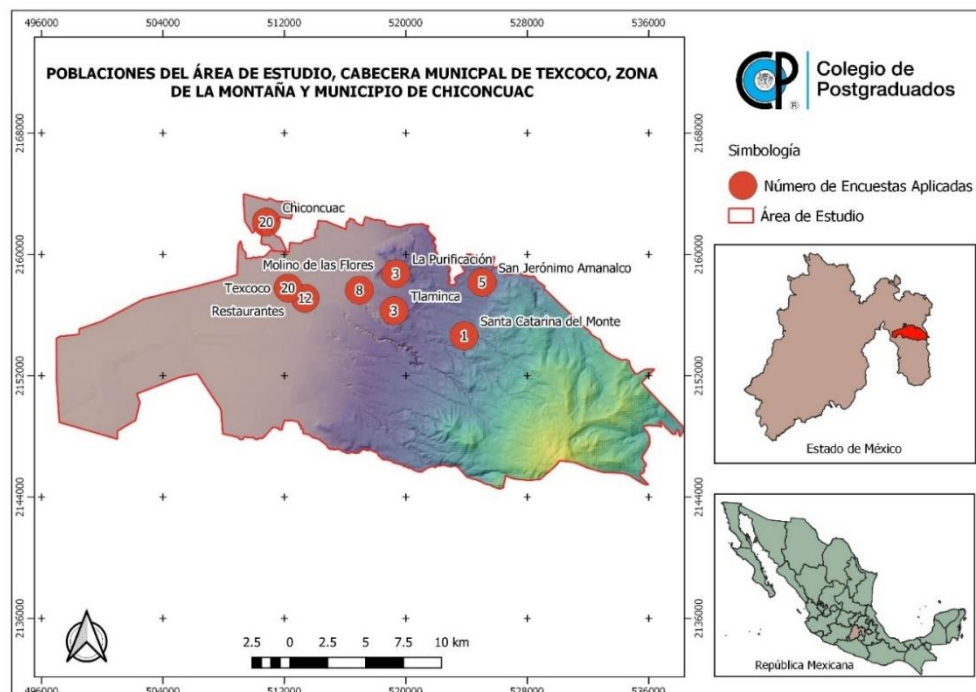 496000 504000 512000 520000 528000 536000
POBLACIONES DEL ÁREA DE ESTUDIO, CABECERA MUNICPAL DE TEXCOCO, ZONA
DE LA MONTAÑA Y MUNICIPIO DE CHICONCUAC
2168000
2160000
2152000
2144000
2136000
Chiconcuac
20
Molino de las Flores
8
La Purificación
3
San Jerónimo Amanalco
5
Texcoco
20
Restaurantes
12
Tlaminca
3
Santa Catarina del Monte
1
2168000
2160000
2152000
2144000
2136000
2.5 0 2.5 5 7.5 10 km
496000 504000 512000 520000 528000 536000
CP
®
Colegio de
Postgraduados
Simbología
Número de Encuestas Aplicadas
Área de Estudio
Estado de México
República Mexicana